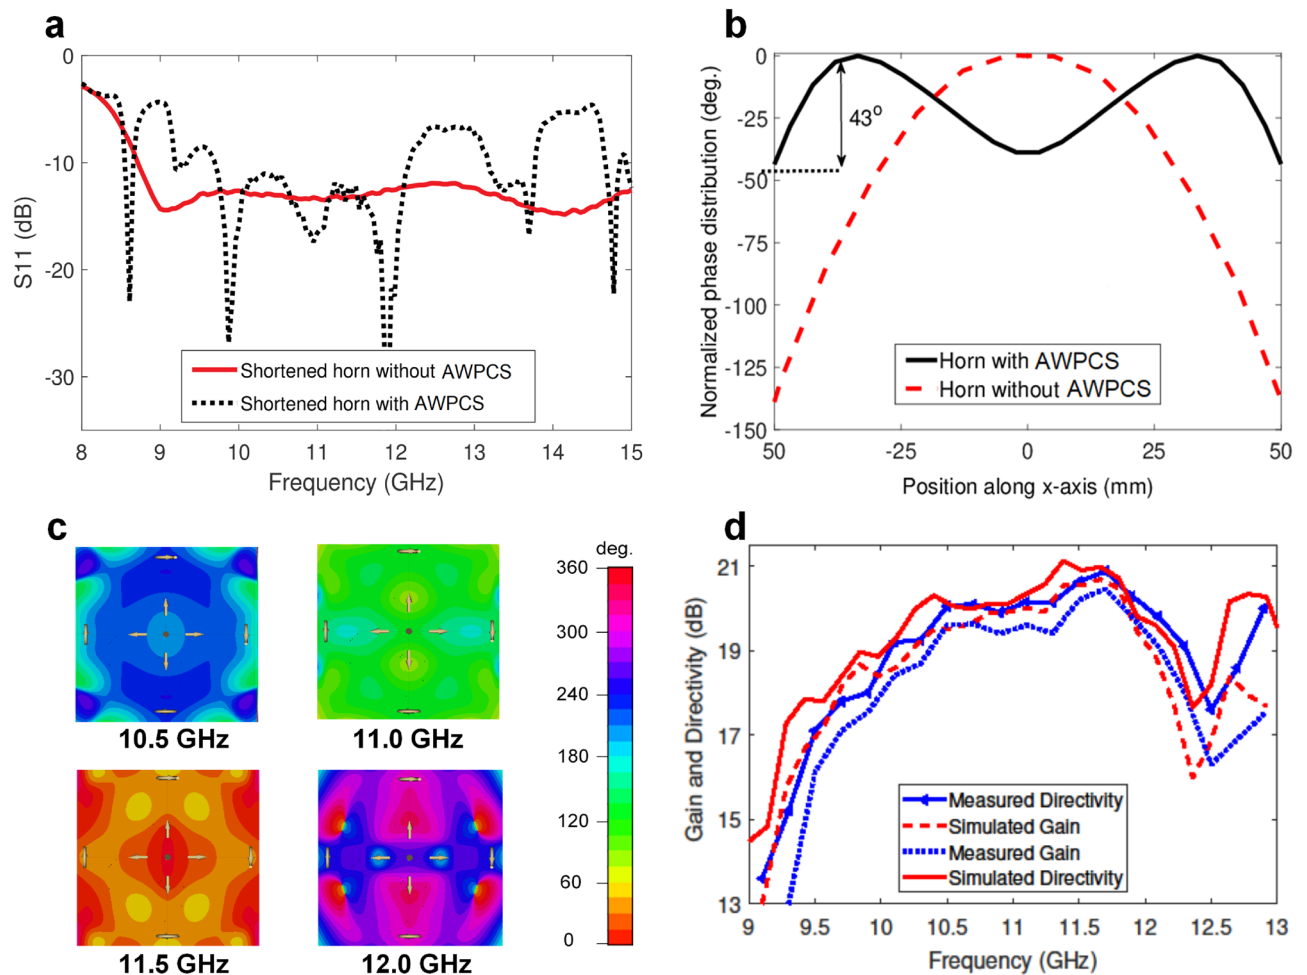 a
0
-10
-20
-30
S11 (dB)
Shortened horn without AWPCS
Shortened horn with AWPCS
8 9 10 11 12 13 14 15
Frequency (GHz)
b
0
-25
-50
-75
-100
-125
-150
Normalized phase distribution (deg.)
43o
Horn with AWPCS
Horn without AWPCS
50 -25 0 25 50
Position along x-axis (mm)
c
10.5 GHz
11.0 GHz
11.5 GHz
12.0 GHz
deg.
360
300
240
180
120
60
0
d
21
19
17
15
13
Gain and Directivity (dB)
Measured Directivity
Simulated Gain
Measured Gain
Simulated Directivity
9 9.5 10 10.5 11 11.5 12 12.5 13
Frequency (GHz)